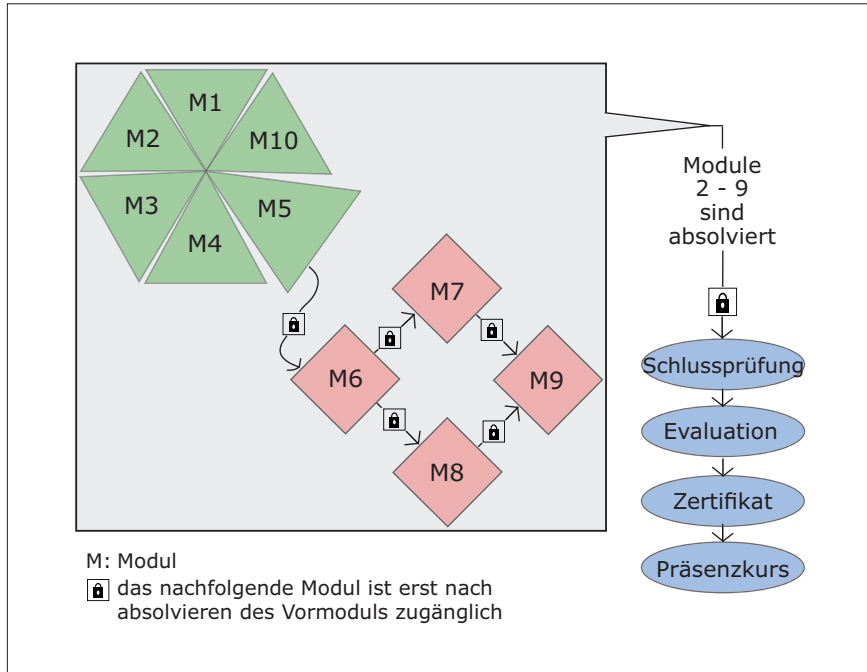 M1
M2
M10
M3
M5
M4
M7
M6
M9
M8
Module
2 - 9
sind
absolviert
Schlussprüfung
Evaluation
Zertifikat
Präsenzkurs
M: Modul
das nachfolgende Modul ist erst nach
absolvieren des Vormoduls zugänglich